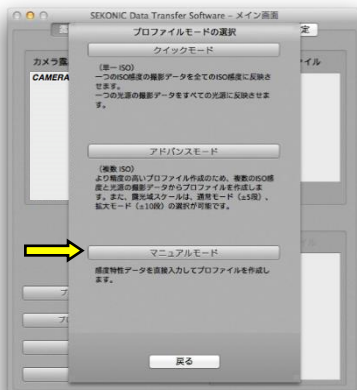 SEKONIC Data Transfer Software – メイン画面
プロファイルモードの選択
定
カメラ露
イル
CAMERA
クイックモード
（単一 ISO）
一つのISO感度の撮影データを全てのISO感度に反映さ
せます。
一つの光源の撮影データをすべての光源に反映させま
す。
アドバンスモード
（複数 ISO）
より精度の高いプロファイル作成のため、複数のISO感
度と光源の撮影データからプロファイルを作成しま
す。また、露光域スケールは、通常モード（±5段）、
拡大モード（±10段）の選択が可能です。
マニュアルモード
感度特性データを直接入力してプロファイルを作成し
ます。
プ
プロ
戻る